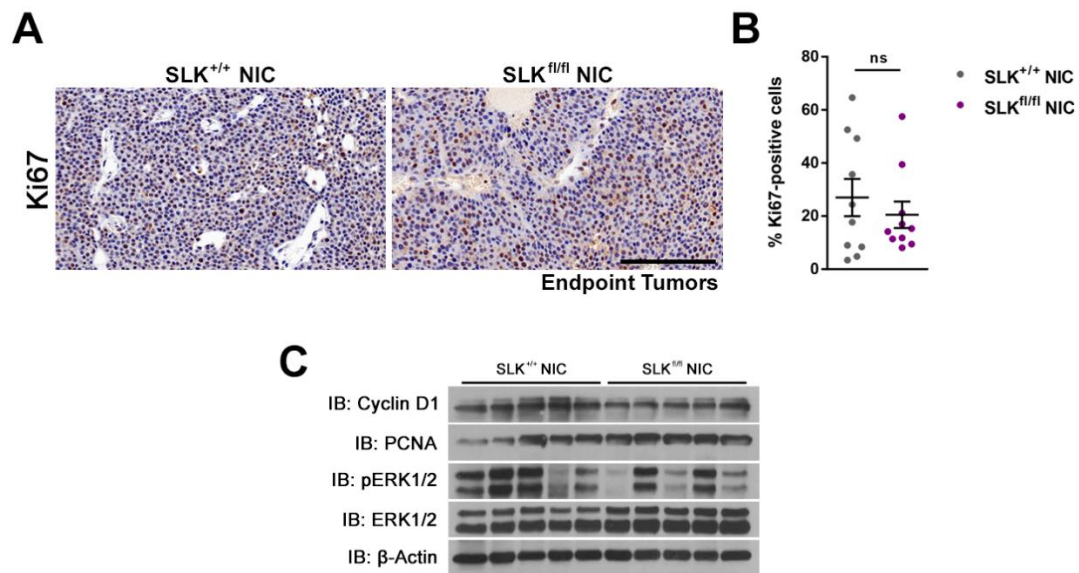 A
SLK+/+ NIC
SLKfl/fl NIC
Ki67
Endpoint Tumors
B
80
60
40
20
0
% Ki67-positive cells
ns
SLK+/+ NIC
SLKfl/fl NIC
C
SLK+/+ NIC
SLKfl/fl NIC
IB: Cyclin D1
IB: PCNA
IB: pERK1/2
IB: ERK1/2
IB: β-Actin